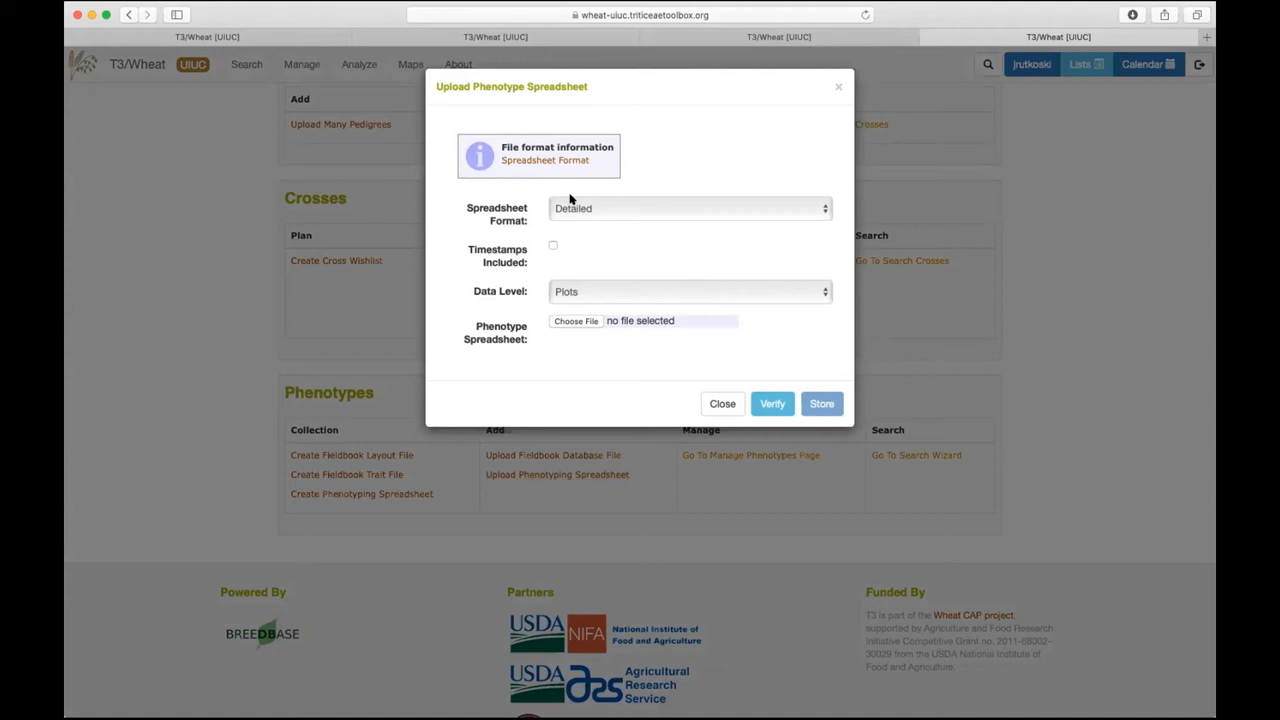 wheat-uiuc.triticeaetoolbox.org
T3/Wheat [UIUC]
T3/Wheat [UIUC]
T3/Wheat [UIUC]
T3/Wheat [UIUC]
T3/Wheat UIUC Search Manage Analyze Maps About jrutkoski Lists Calendar
Upload Phenotype Spreadsheet
×
Add
Upload Many Pedigrees
Crosses
File format information
Spreadsheet Format
Crosses
Spreadsheet Format:
Detailed
Plan
Search
Create Cross Wishlist
Go To Search Crosses
Timestamps Included:
Data Level:
Plots
Phenotype Spreadsheet:
Choose File no file selected
Close Verify Store
Phenotypes
Collection
Add
Manage
Search
Create Fieldbook Layout File
Upload Fieldbook Database File
Go To Manage Phenotypes Page
Go To Search Wizard
Create Fieldbook Trait File
Upload Phenotyping Spreadsheet
Create Phenotyping Spreadsheet
Powered By
BREEDBASE
Partners
USDA NIFA National Institute of Food and Agriculture
USDA ars Agricultural Research Service
Funded By
T3 is part of the Wheat CAP project,
supported by Agriculture and Food Research
Initiative Competitive Grant no. 2011-68002-
30029 from the USDA National Institute of
Food and Agriculture.